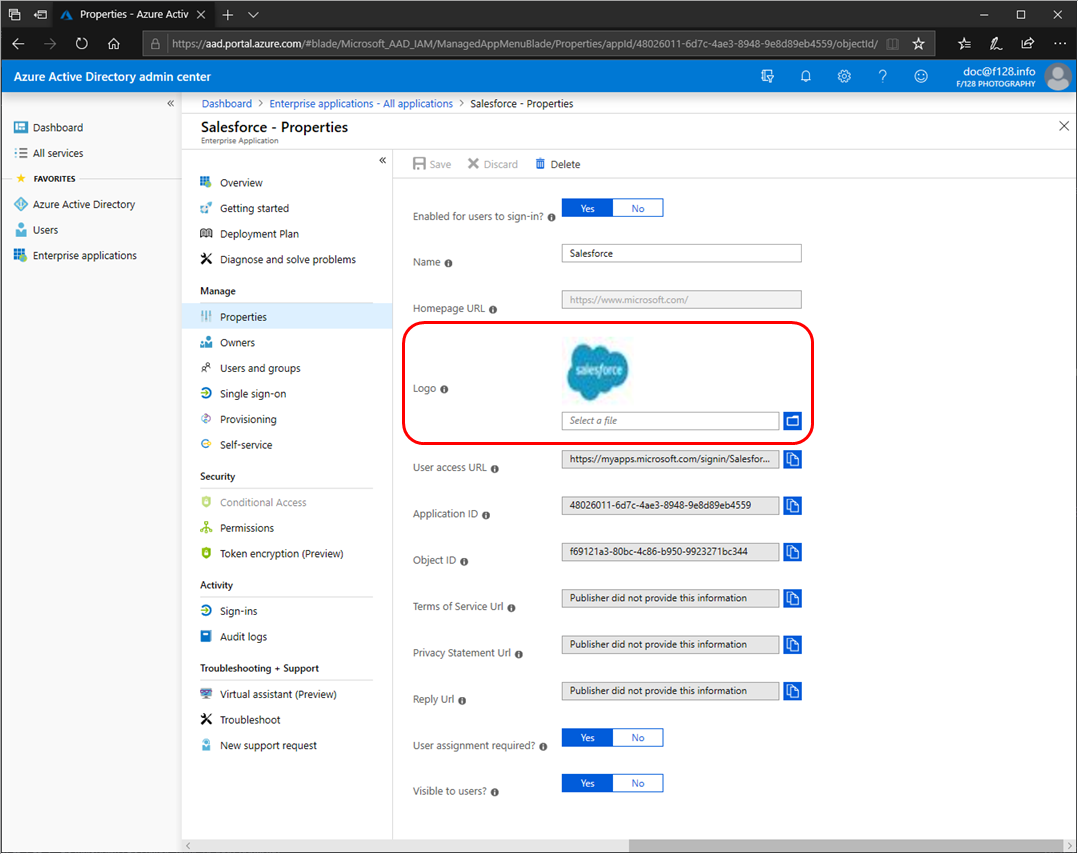 Properties - Azure Activ
https://aad.portal.azure.com/#blade/Microsoft_AAD_IAM/ManagedAppMenuBlade/Properties/appId/48026011-6d7c-4ae3-8948-9e8d89eb4559/objectId/
Azure Active Directory admin center
doc@f128.info
F/128 PHOTOGRAPHY
Dashboard
All services
FAVORITES
Azure Active Directory
Users
Enterprise applications
Dashboard > Enterprise applications - All applications > Salesforce - Properties
Salesforce - Properties
Enterprise Application
Overview
Getting started
Deployment Plan
Diagnose and solve problems
Manage
Properties
Owners
Users and groups
Single sign-on
Provisioning
Self-service
Security
Conditional Access
Permissions
Token encryption (Preview)
Activity
Sign-ins
Audit logs
Troubleshooting + Support
Virtual assistant (Preview)
Troubleshoot
New support request
Save Discard Delete
Enabled for users to sign-in? Yes No
Name Salesforce
Homepage URL https://www.microsoft.com/
Logo
salesforce
Select a file
User access URL https://myapps.microsoft.com/signin/Salesfor...
Application ID 48026011-6d7c-4ae3-8948-9e8d89eb4559
Object ID f69121a3-80bc-4c86-b950-9923271bc344
Terms of Service Url Publisher did not provide this information
Privacy Statement Url Publisher did not provide this information
Reply Url Publisher did not provide this information
User assignment required? Yes No
Visible to users? Yes No